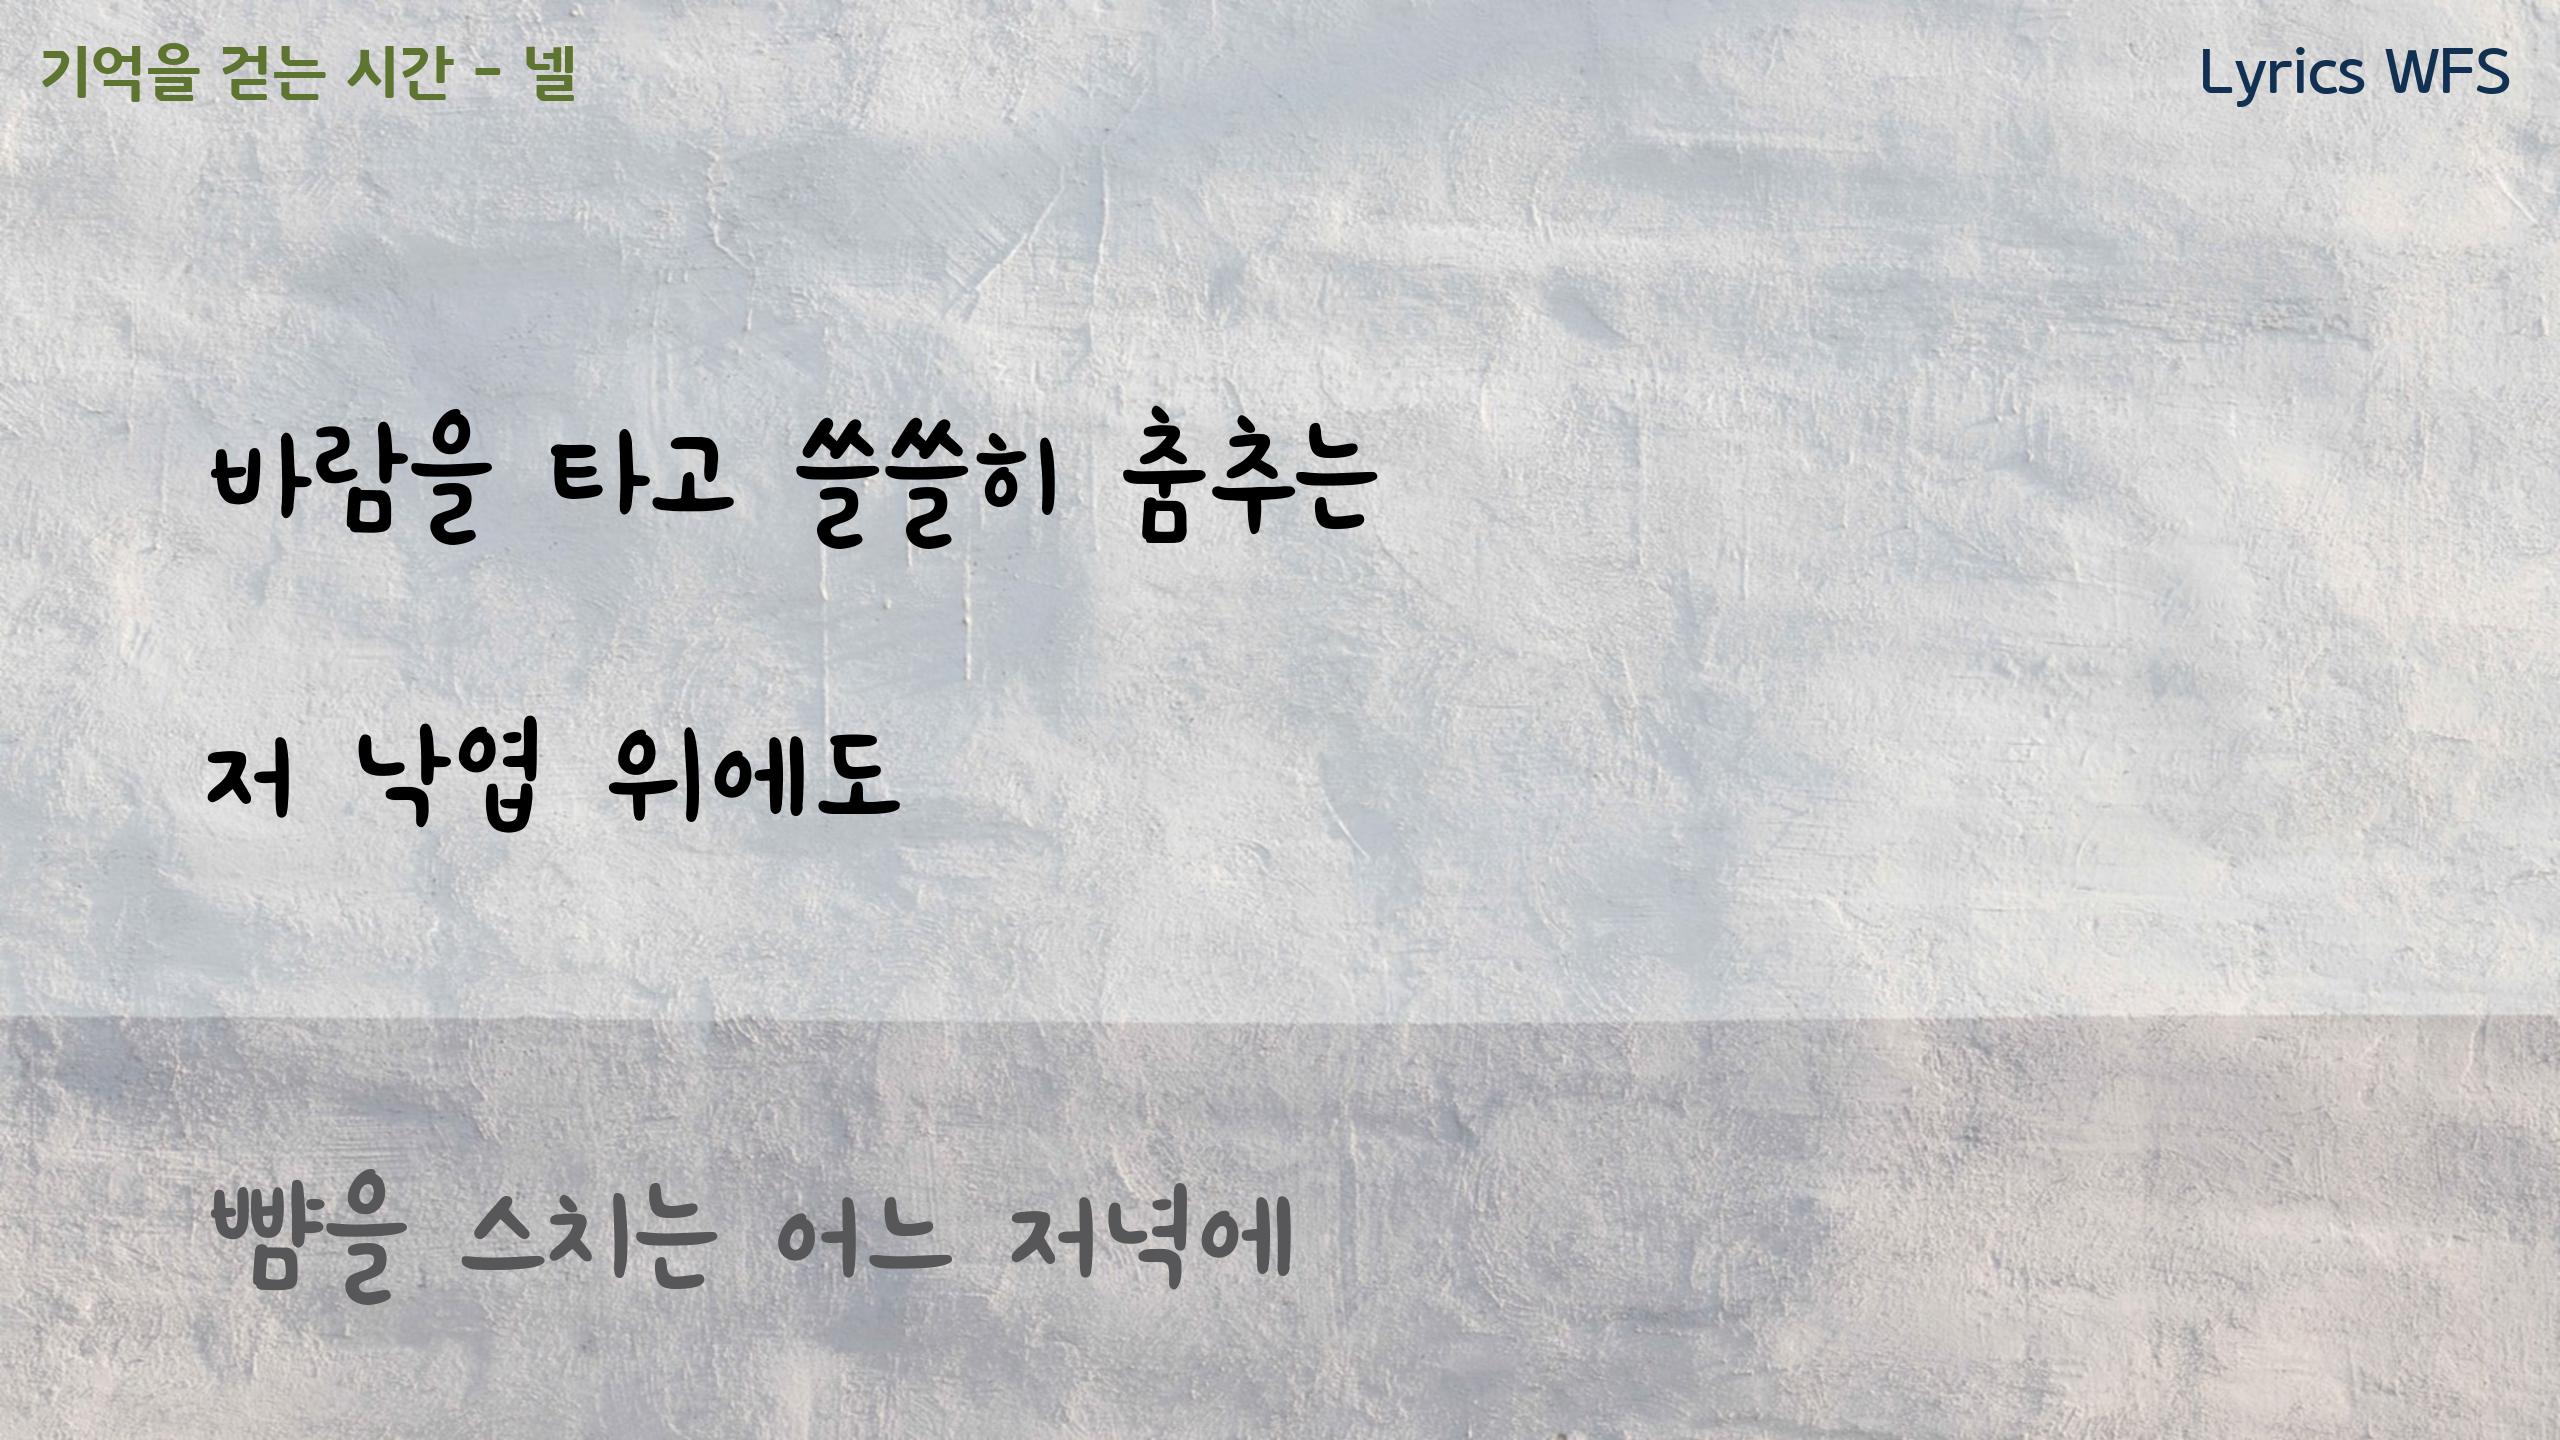 기억을 걷는 시간 - 넬
Lyrics WFS
바람을 타고 쓸쓸히 춤추는
저 낙엽 위에도
뺨을 스치는 어느 저녁에